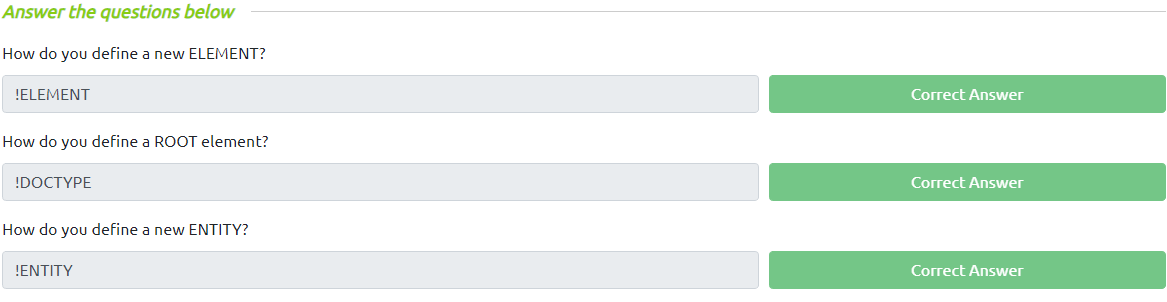 Answer the questions below
How do you define a new ELEMENT?
!ELEMENT
Correct Answer
How do you define a ROOT element?
!DOCTYPE
Correct Answer
How do you define a new ENTITY?
!ENTITY
Correct Answer